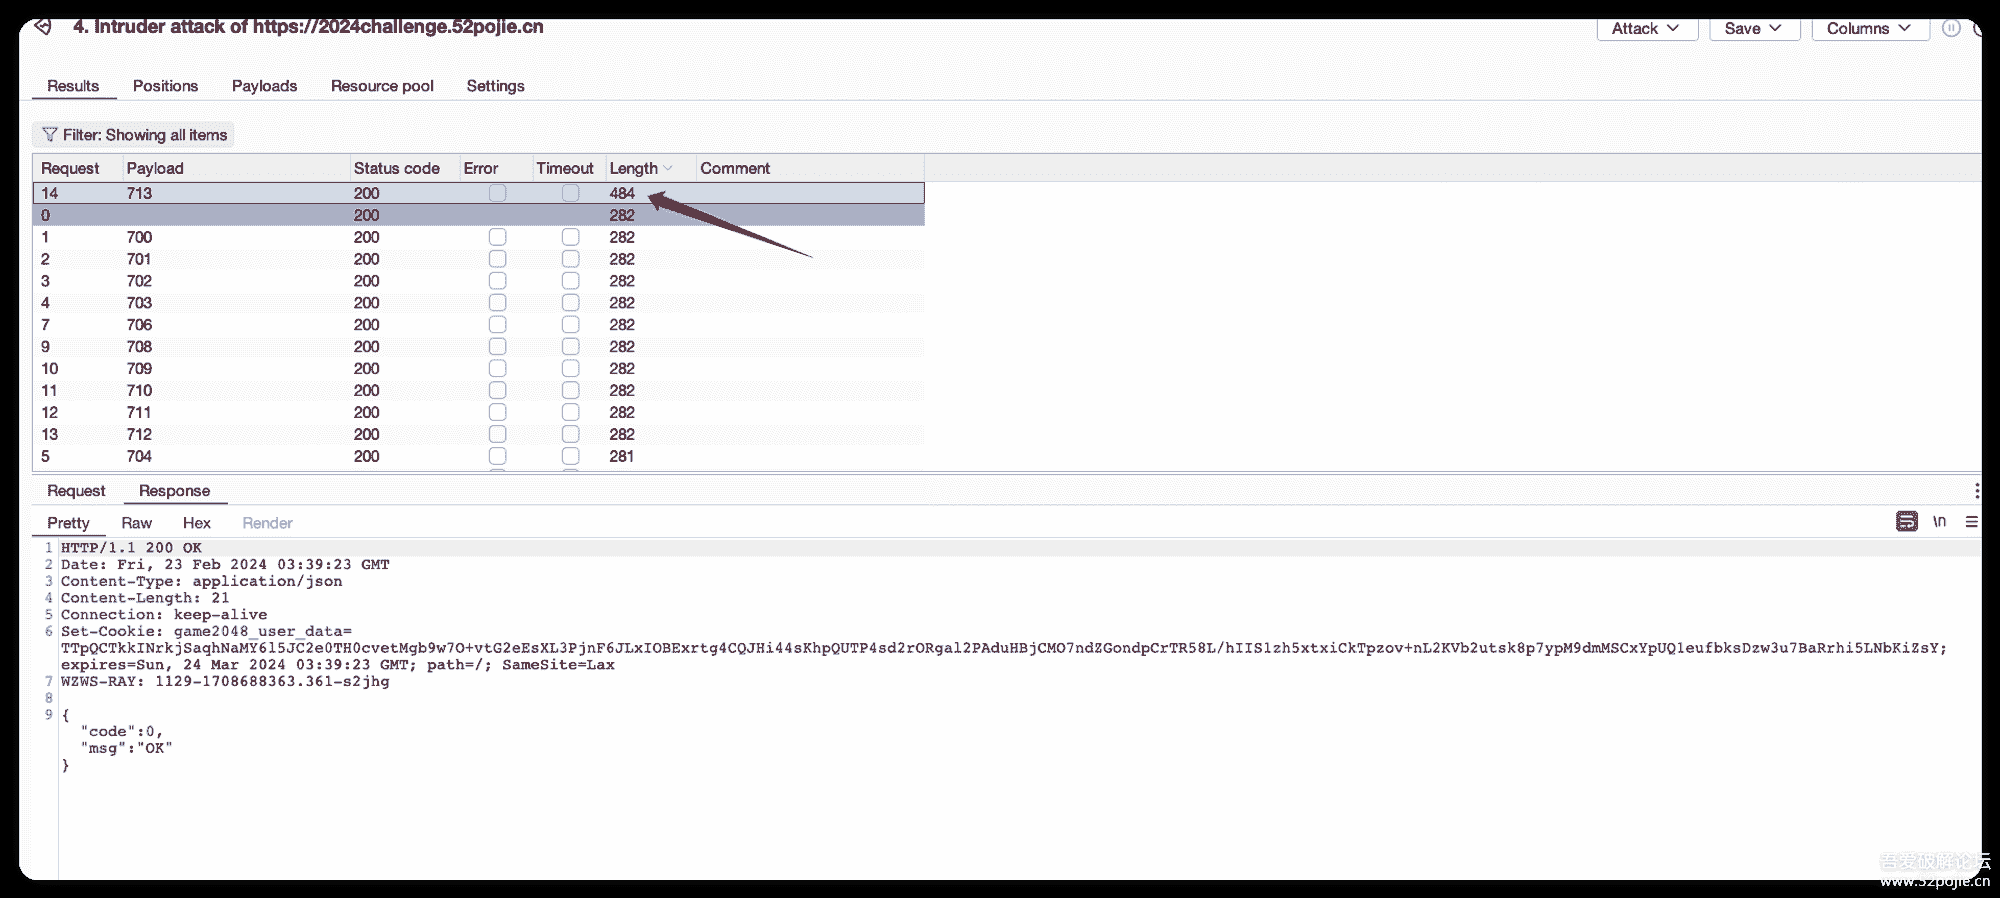 4. Intruder attack of https://2024challenge.52pojie.cn
Attack Save Columns
Results Positions Payloads Resource pool Settings
Filter: Showing all items
Request Payload Status code Error Timeout Length Comment
14 713 200 484
0 200 282
1 700 200 282
2 701 200 282
3 702 200 282
4 703 200 282
7 706 200 282
9 708 200 282
10 709 200 282
11 710 200 282
12 711 200 282
13 712 200 282
5 704 200 281
Request Response
Pretty Raw Hex Render
\n
1 HTTP/1.1 200 OK
2 Date: Fri, 23 Feb 2024 03:39:23 GMT
3 Content-Type: application/json
4 Content-Length: 21
5 Connection: keep-alive
6 Set-Cookie: game2048_user_data=
TTpQCTkkINrkjSaqhNaMY6l5JC2e0TH0cvetMgb9w7O+vtG2eEsXL3PjnF6JLxIOBExrtg4CQJHi44sKhpQUTP4sd2rORgal2PAduHBjCMO7ndZGondpCrTR58L/hIISlzh5xtxiCkTpzov+nL2KVb2utsk8p7ypM9dmMSCxYpUQ1eufbksDzw3u7BaRrhi5LNbKiZsY;
expires=Sun, 24 Mar 2024 03:39:23 GMT; path=/; SameSite=Lax
7 WZWS-RAY: 1129-1708688363.361-s2jhg
8
9 {
"code":0,
"msg":"OK"
}
吾爱破解论坛
www.52pojie.cn